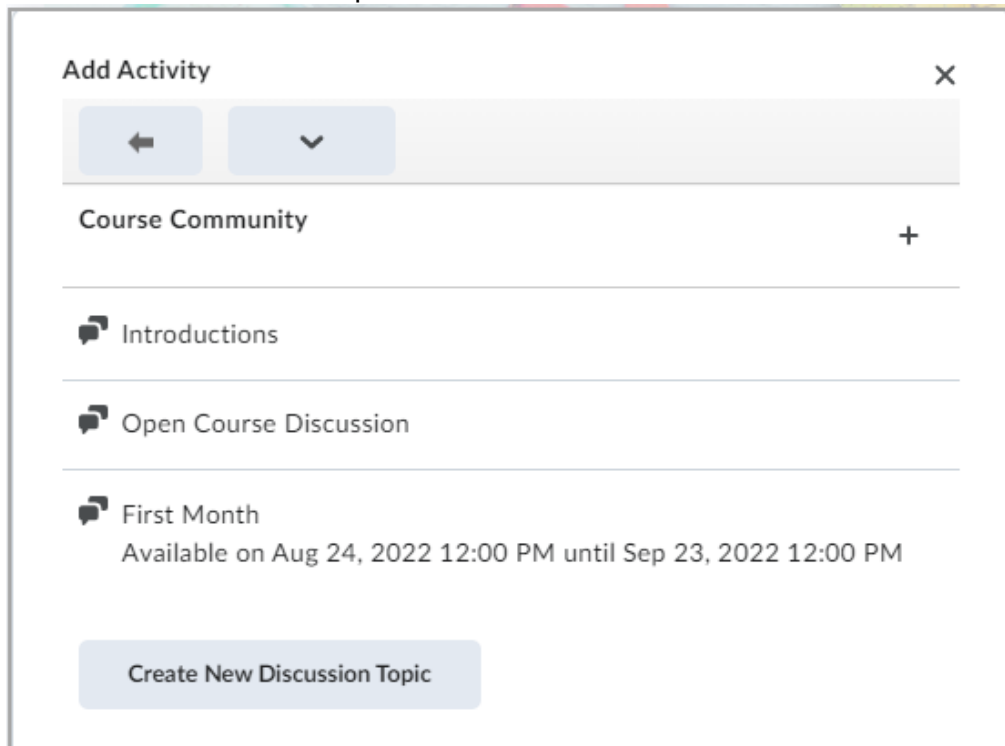 Add Activity
Course Community
Introductions
Open Course Discussion
First Month
Available on Aug 24, 2022 12:00 PM until Sep 23, 2022 12:00 PM
Create New Discussion Topic